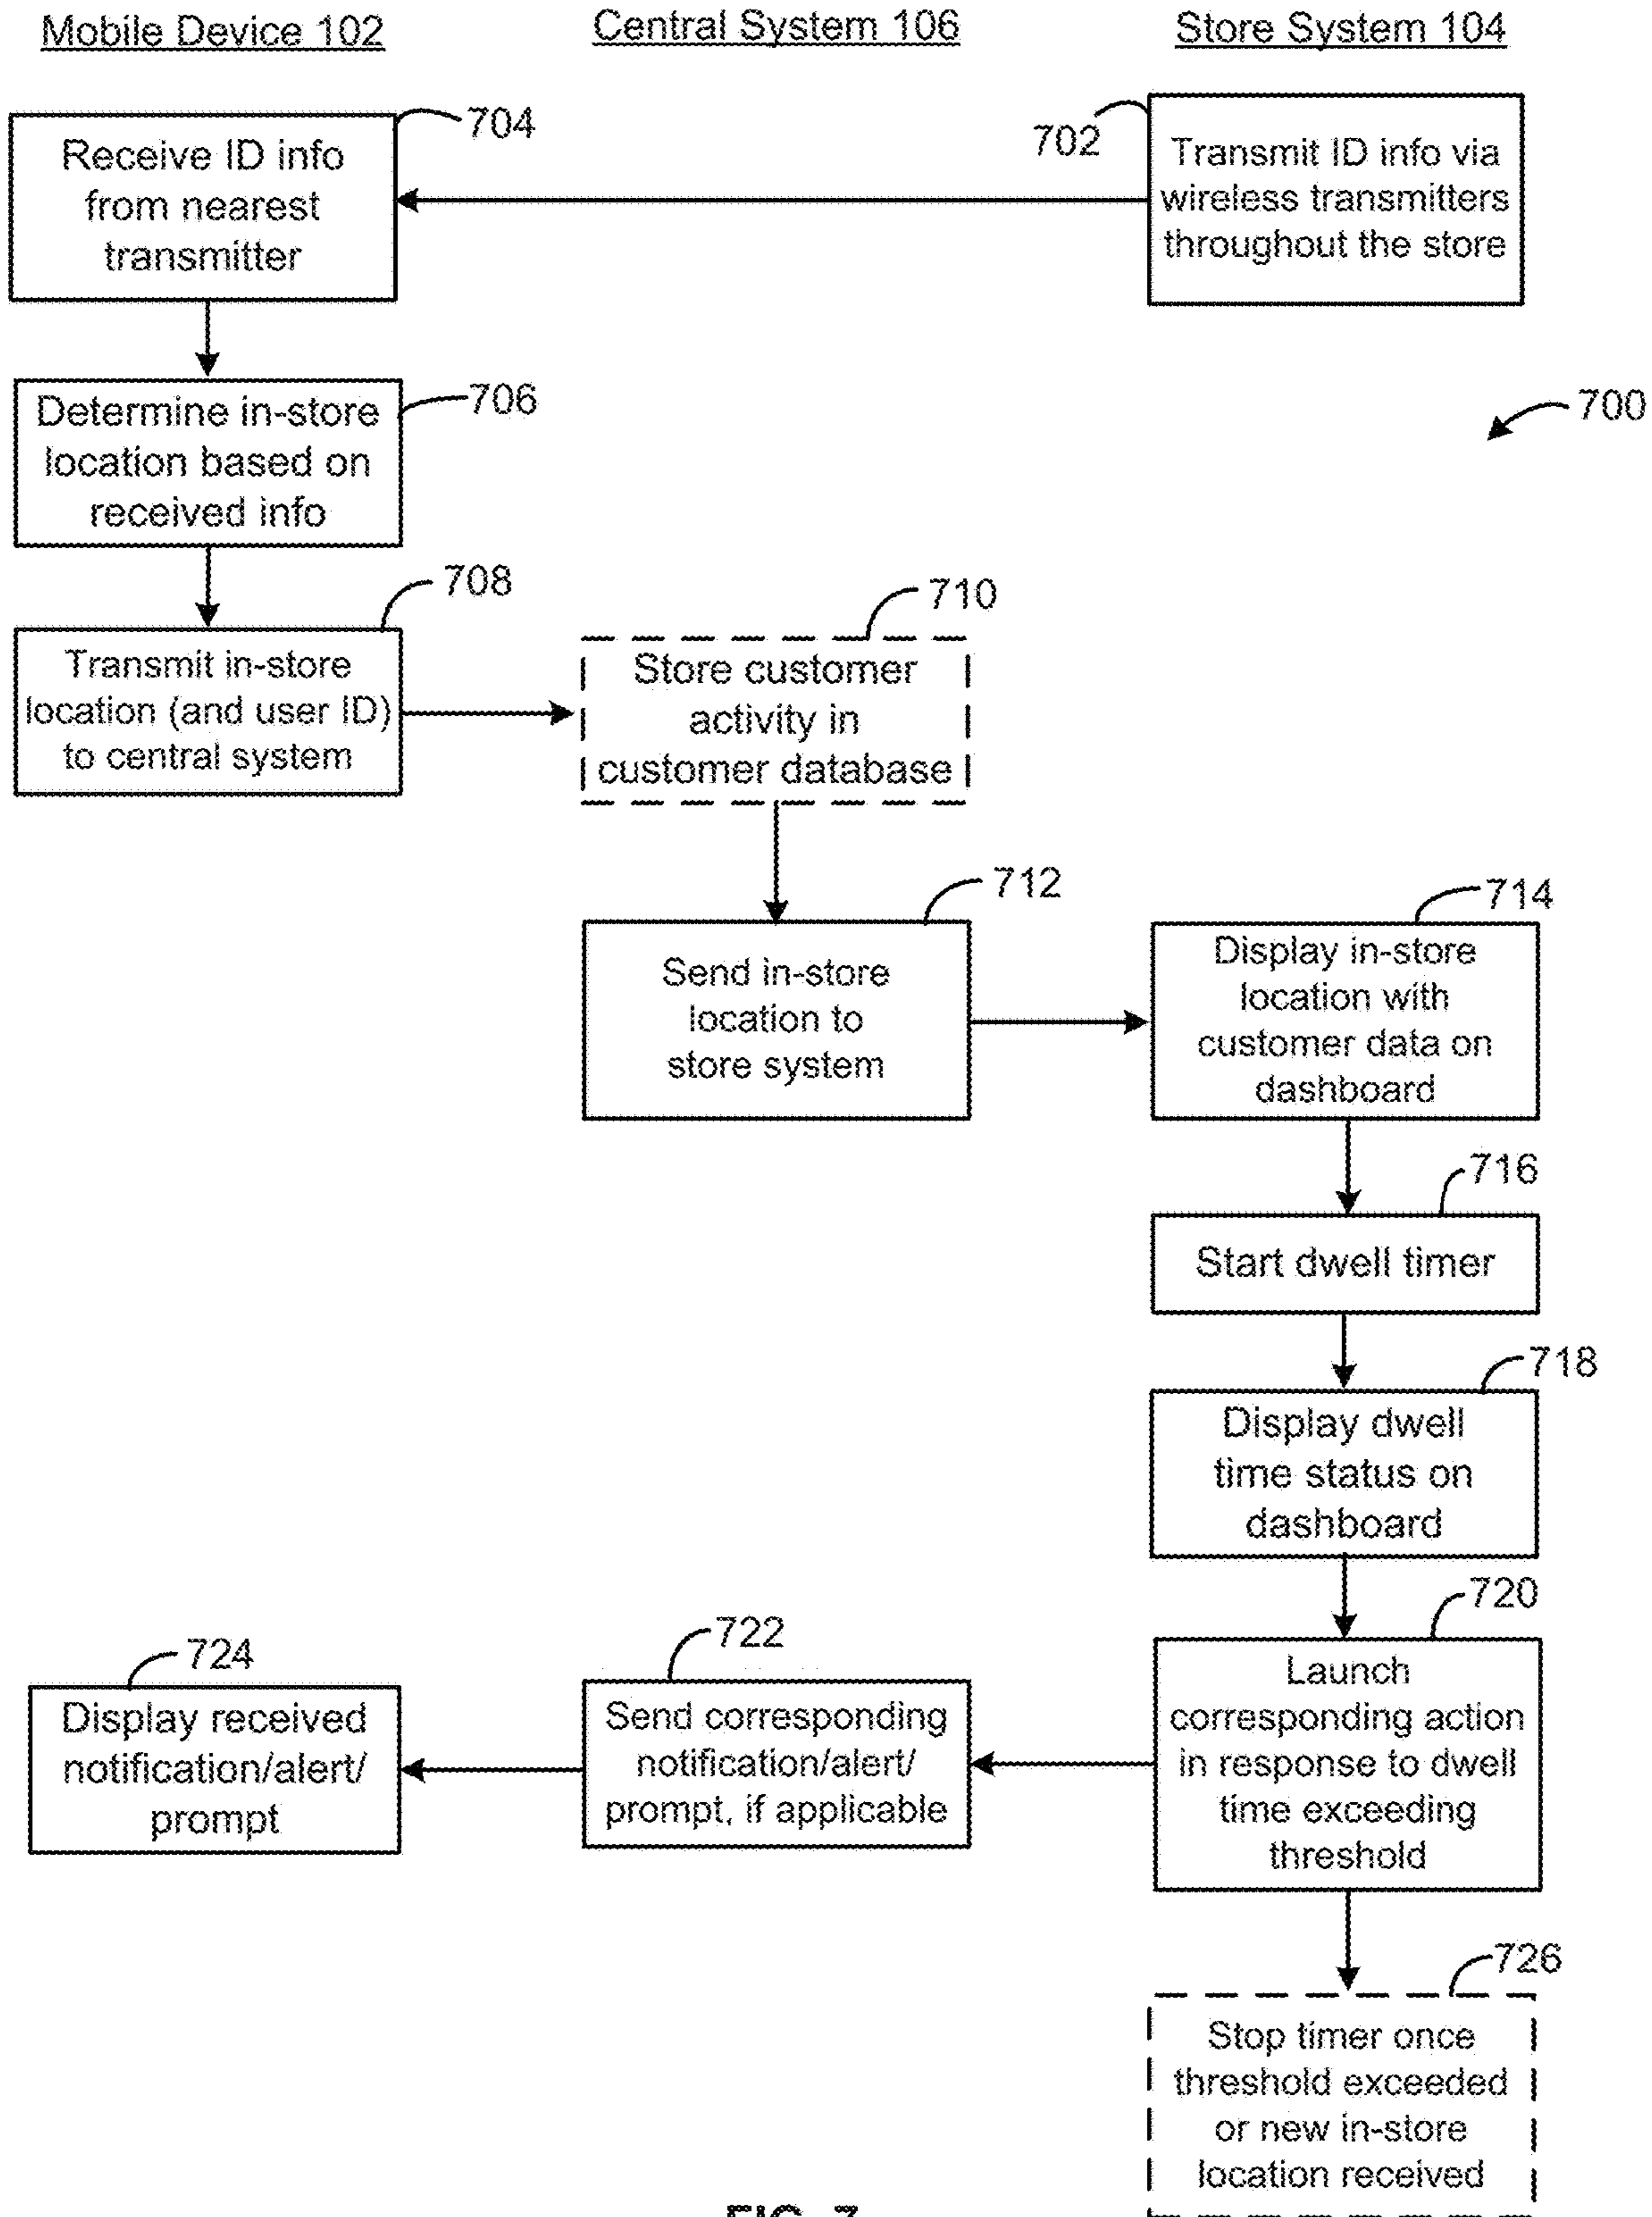 Mobile Device 102
Central System 106
Store System 104
704
Receive ID info
from nearest
transmitter
702
Transmit ID info via
wireless transmitters
throughout the store
706
Determine in-store
location based on
received info
700
708
Transmit in-store
location (and user ID)
to central system
710
Store customer
activity in
customer database
712
Send in-store
location to
store system
714
Display in-store
location with
customer data on
dashboard
716
Start dwell timer
718
Display dwell
time status on
dashboard
720
Launch
corresponding action
in response to dwell
time exceeding
threshold
722
Send corresponding
notification/alert/
prompt, if applicable
724
Display received
notification/alert/
prompt
726
Stop timer once
threshold exceeded
or new in-store
location received
FIG. 7